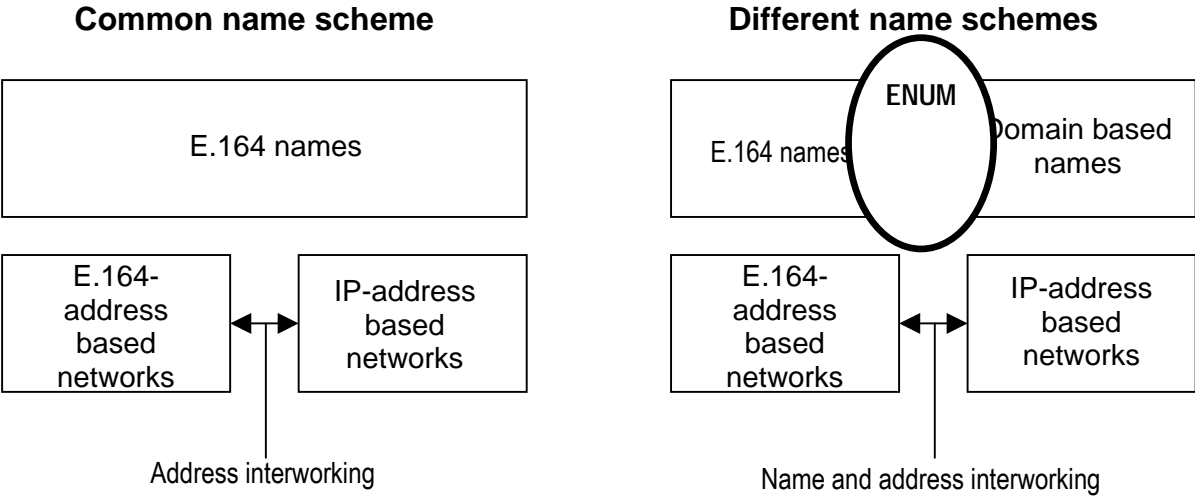 Common name scheme
E.164 names
E.164-
address
based
networks
IP-address
based
networks
Address interworking
Different name schemes
E.164 names
ENUM
Domain based
names
E.164-
address
based
networks
IP-address
based
networks
Name and address interworking